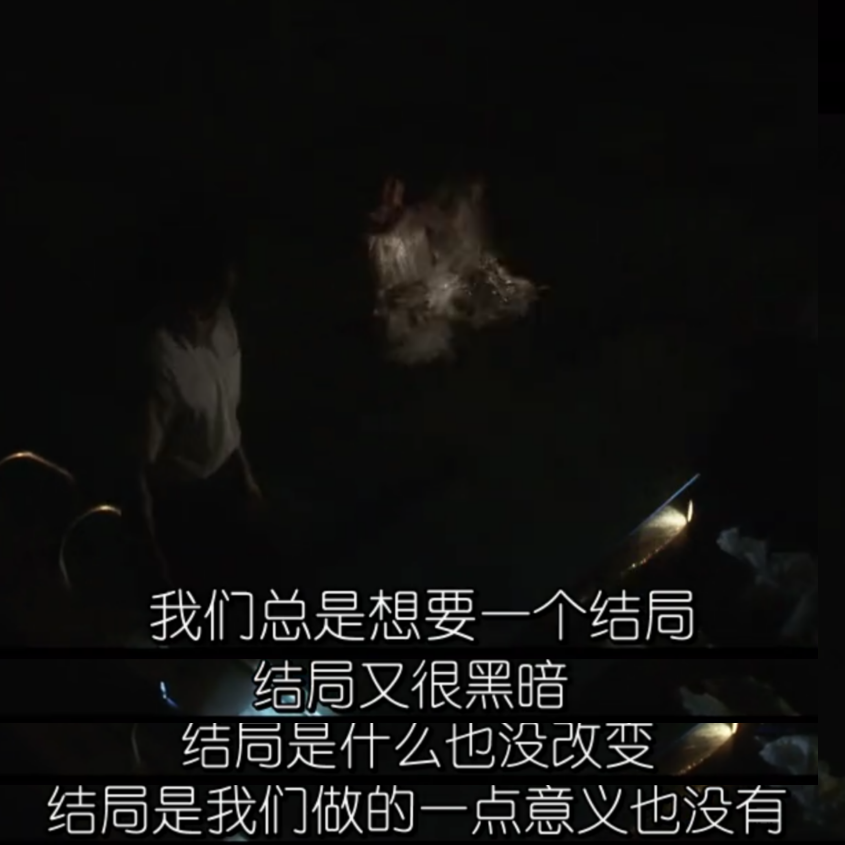 我们总是想要一个结局
结局又很黑暗
结局是什么也没改变
结局是我们做的一点意义也没有